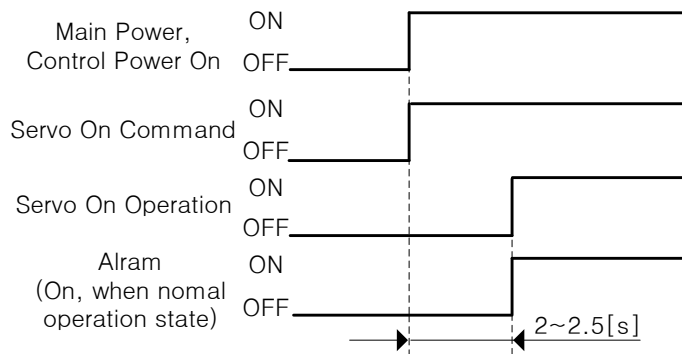 Main Power,
Control Power On
ON
OFF
Servo On Command
ON
OFF
Servo On Operation
ON
OFF
Alram
(On, when nomal
operation state)
ON
OFF
2~2.5[s]